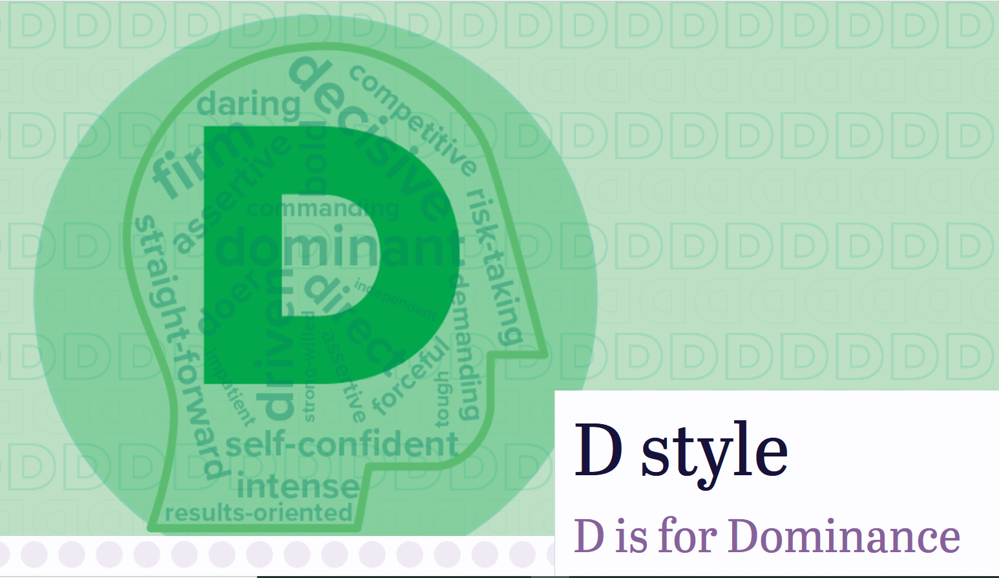 decisive
competitive
daring
firm
assertive
bold
commanding
dominant
risk-taking
straight-forward
doer
driven
direct
independent
demanding
impatient
strong-willed
assertive
forceful
tough
self-confident
intense
results-oriented
D
D style
D is for Dominance